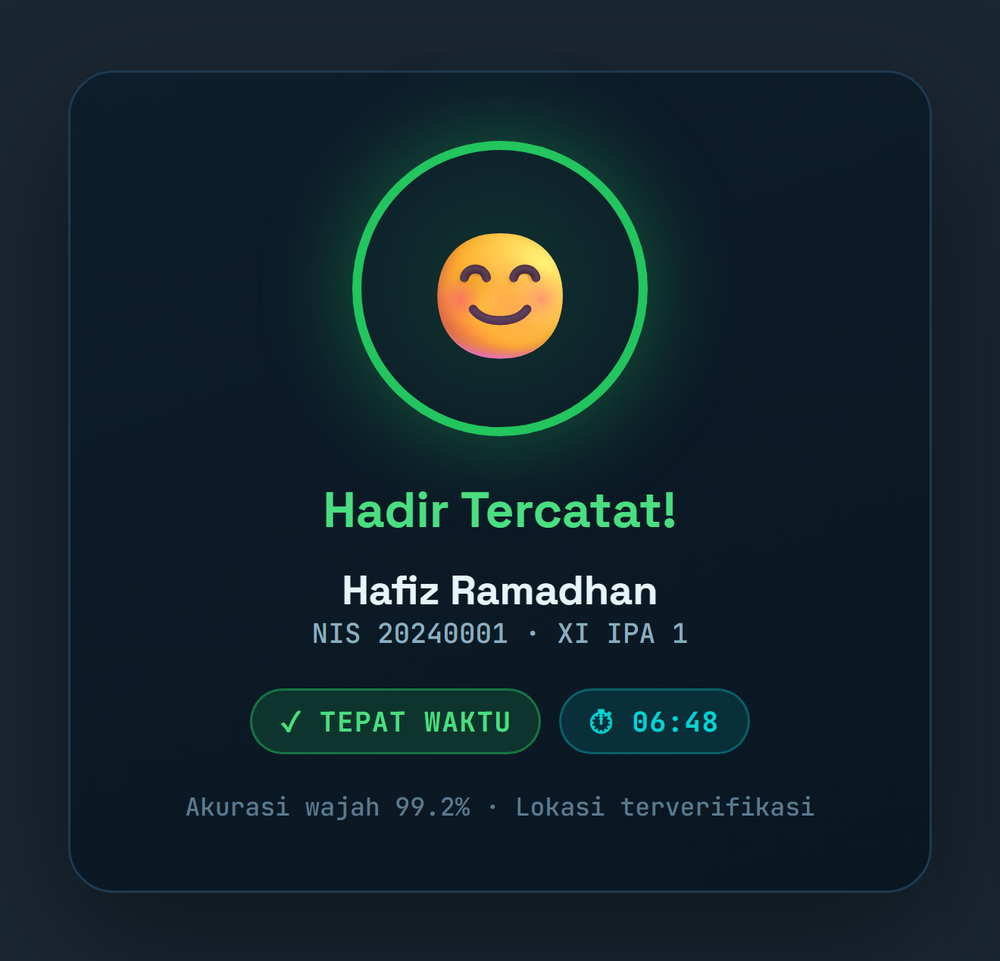 Hadir Tercatat!
Hafiz Ramadhan
NIS 20240001 · XI IPA 1
✓ TEPAT WAKTU ⏱ 06:48
Akurasi wajah 99.2% · Lokasi terverifikasi